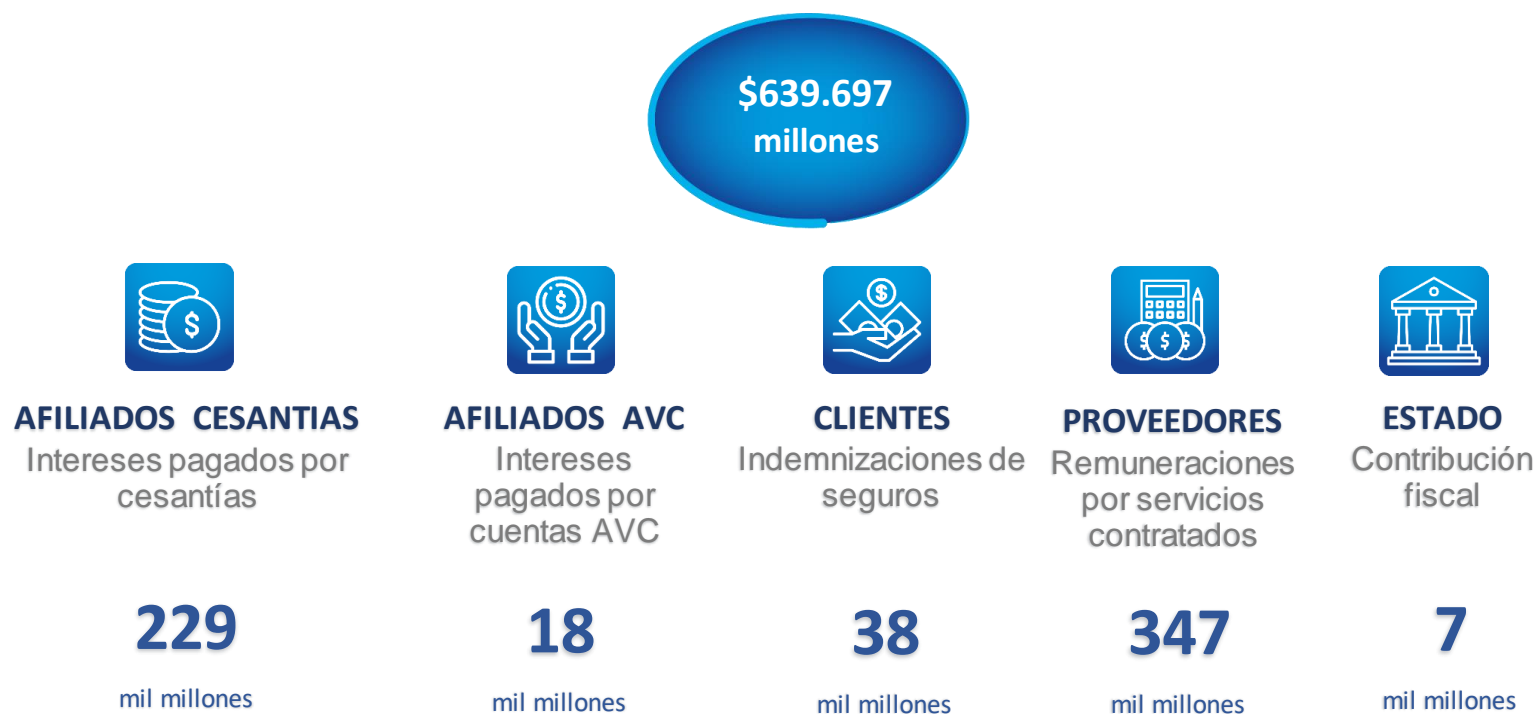 $639.697
millones
AFILIADOS CESANTIAS
Intereses pagados por
cesantías
229
mil millones
AFILIADOS AVC
Intereses
pagados por
cuentas AVC
18
mil millones
CLIENTES
Indemnizaciones de
seguros
38
mil millones
PROVEEDORES
Remuneraciones
por servicios
contratados
347
mil millones
ESTADO
Contribución
fiscal
7
mil millones